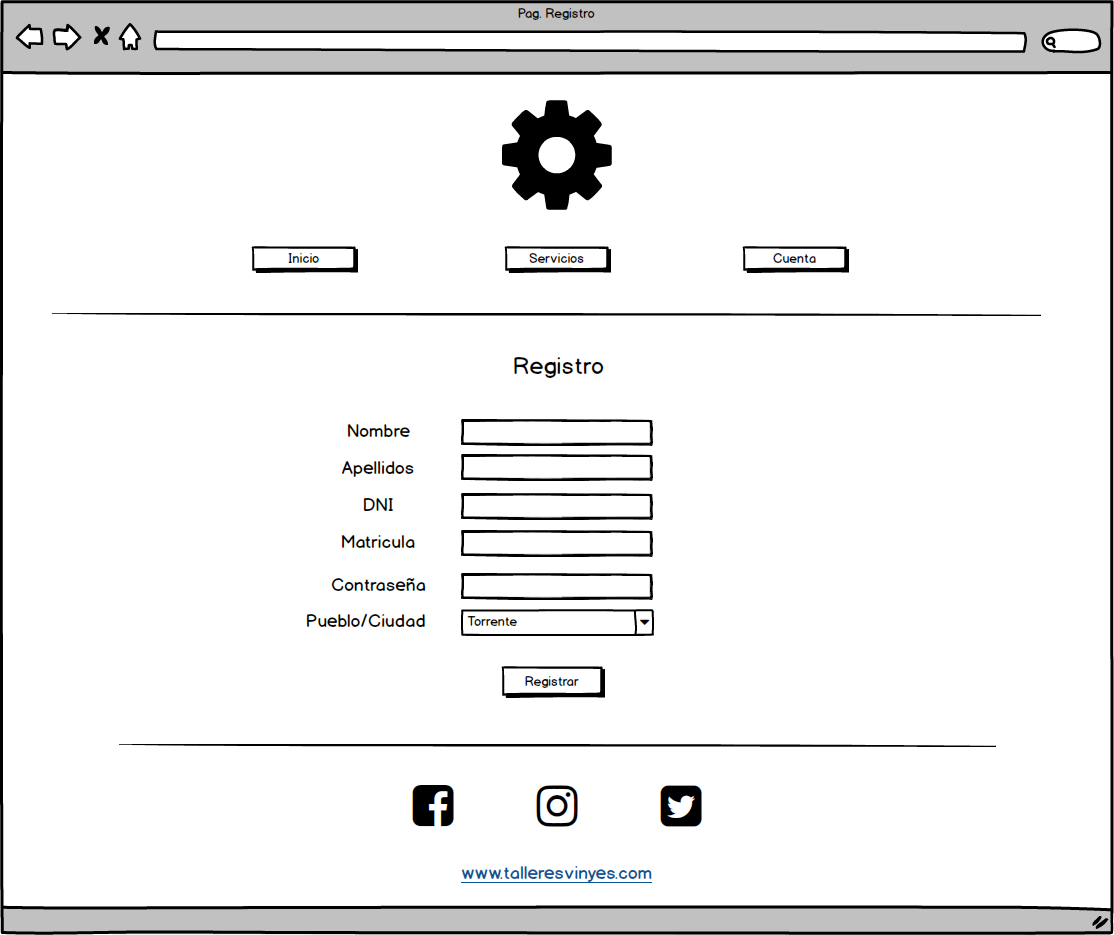 Pag. Registro
Inicio
Servicios
Cuenta
Registro
Nombre
Apellidos
DNI
Matricula
Contraseña
Pueblo/Ciudad
Torrente
Registrar
www.talleresvinyes.com